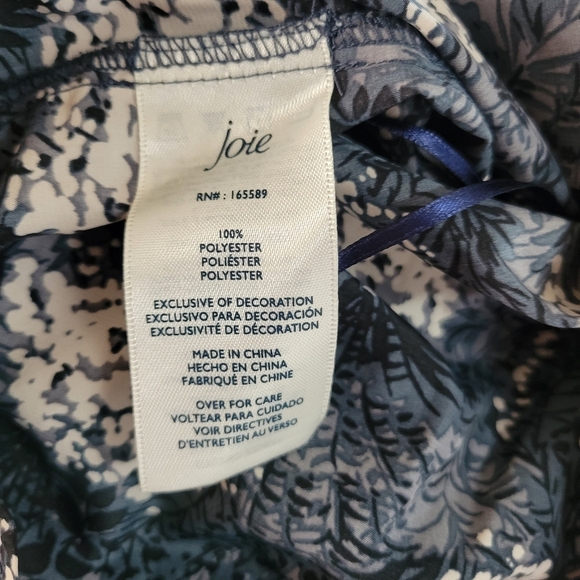 joie
RN# : 165589
100%
POLYESTER
POLIÉSTER
POLYESTER
EXCLUSIVE OF DECORATION
EXCLUSIVO PARA DECORACIÓN
EXCLUSIVITÉ DE DÉCORATION
MADE IN CHINA
HECHO EN CHINA
FABRIQUÉ EN CHINE
OVER FOR CARE
VOLTEAR PARA CUIDADO
VOIR DIRECTIVES
D'ENTRETIEN AU VERSO